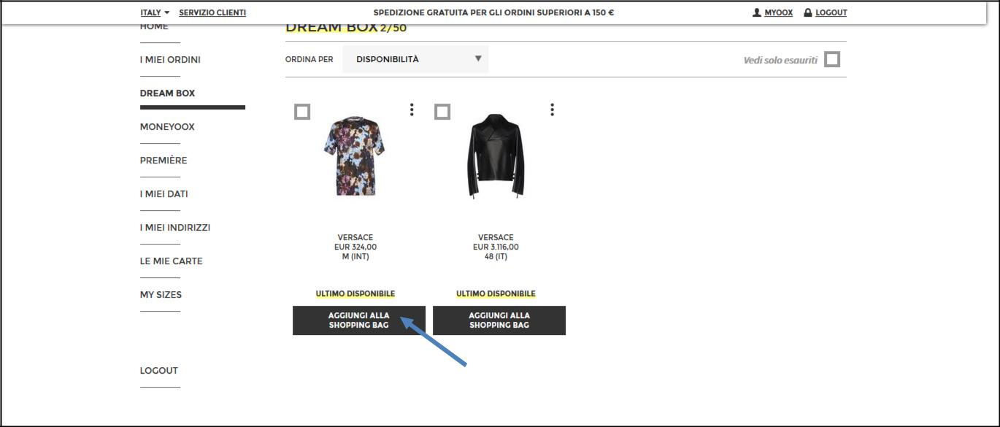 ITALY SERVIZIO CLIENTI SPEDIZIONE GRATUITA PER GLI ORDINI SUPERIORI A 150 € MYOOX LOGOUT
HOME
I MIEI ORDINI
DREAM BOX
MONEYOOX
PREMIÈRE
I MIEI DATI
I MIEI INDIRIZZI
LE MIE CARTE
MY SIZES
LOGOUT
DREAM BOX 2/50
ORDINA PER DISPONIBILITÀ Vedi solo esauriti
VERSACE
EUR 324,00
M (INT)
ULTIMO DISPONIBILE
AGGIUNGI ALLA
SHOPPING BAG
VERSACE
EUR 3.116,00
48 (IT)
ULTIMO DISPONIBILE
AGGIUNGI ALLA
SHOPPING BAG